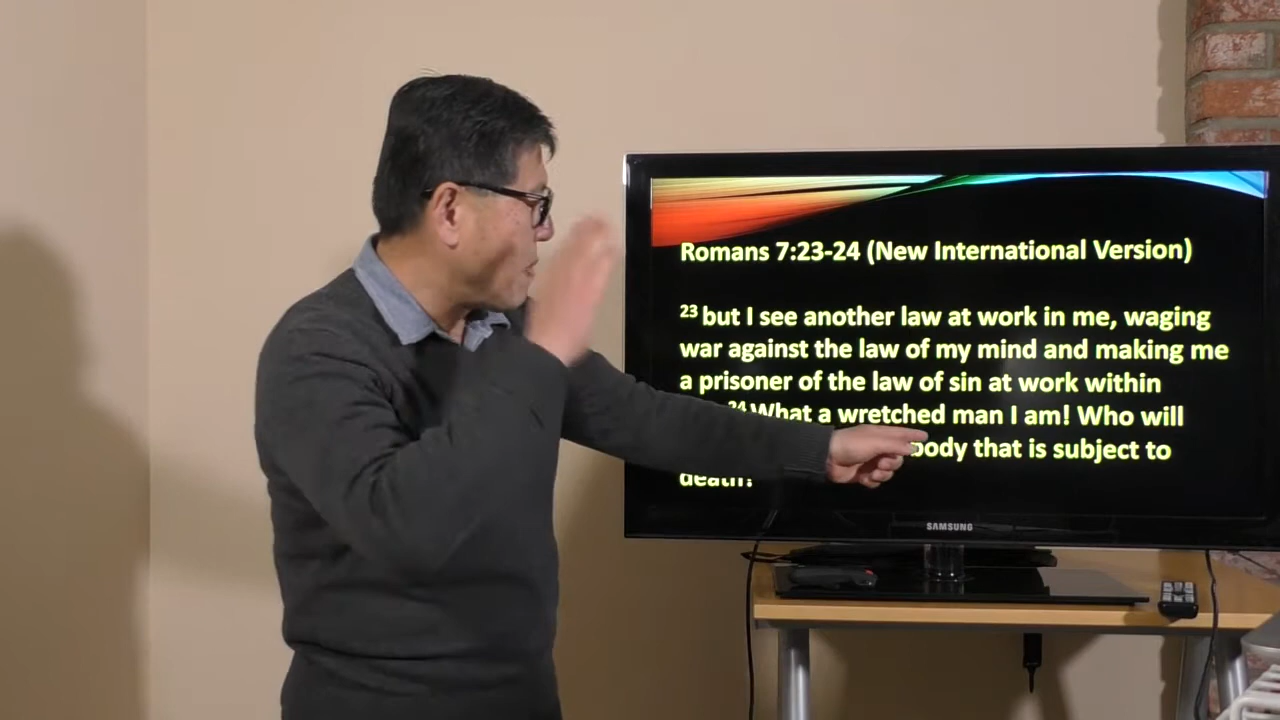 Romans 7:23-24 (New International Version)
23 but I see another law at work in me, waging
war against the law of my mind and making me
a prisoner of the law of sin at work within
24 What a wretched man I am! Who will
body that is subject to
death?
SAMSUNG